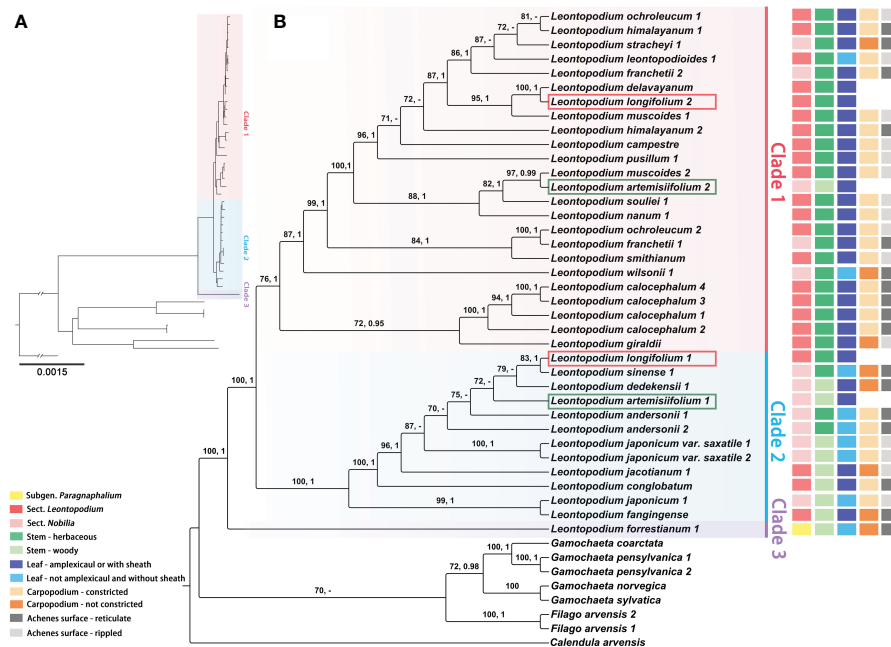 A
B
Clade 1
Clade 2
Clade 3
0.0015
81, -
Leontopodium ochroleucum 1
72, -
Leontopodium himalayanum 1
86, 1
Leontopodium stracheyi 1
Leontopodium leontopodioides 1
87, 1
Leontopodium franchetii 2
100, 1
Leontopodium delavayanum
72, -
95, 1
Leontopodium longifolium 2
Leontopodium muscoides 1
71, -
Leontopodium himalayanum 2
96, 1
Leontopodium campestre
Leontopodium pusillum 1
100,1
97, 0.99
Leontopodium muscoides 2
82, 1
Leontopodium artemisiifolium 2
88, 1
Leontopodium souliei 1
99, 1
Leontopodium nanum 1
100, 1
Leontopodium ochroleucum 2
87, 1
84, 1
Leontopodium franchetii 1
Leontopodium smithianum
76, 1
Leontopodium wilsonii 1
100, 1
Leontopodium calocephalum 4
94, 1
Leontopodium calocephalum 3
100, 1
Leontopodium calocephalum 1
72, 0.95
Leontopodium calocephalum 2
Leontopodium giraldii
Clade 1
83, 1
Leontopodium longifolium 1
79, -
Leontopodium sinense 1
72, -
Leontopodium dedekensii 1
100, 1
75, -
Leontopodium artemisiifolium 1
70, -
Leontopodium andersonii 1
87, -
Leontopodium andersonii 2
96, 1
100, 1
Leontopodium japonicum var. saxatile 1
Leontopodium japonicum var. saxatile 2
100, 1
Leontopodium jacotianum 1
100, 1
Leontopodium conglobatum
99, 1
Leontopodium japonicum 1
Leontopodium fangingense
Clade 2
100, 1
Leontopodium forrestianum 1
Clade 3
Gamochaeta coarctata
100, 1
100, 1
Gamochaeta pensylvanica 1
72, 0.98
Gamochaeta pensylvanica 2
100
Gamochaeta norvegica
70, -
Gamochaeta sylvatica
100, 1
Filago arvensis 2
Filago arvensis 1
Calendula arvensis
Subgen. Paragnaphalium
Sect. Leontopodium
Sect. Nobilia
Stem - herbaceous
Stem - woody
Leaf - amplexicaul or with sheath
Leaf - not amplexicaul and without sheath
Carpopodium - constricted
Carpopodium - not constricted
Achenes surface - reticulate
Achenes surface - rippled